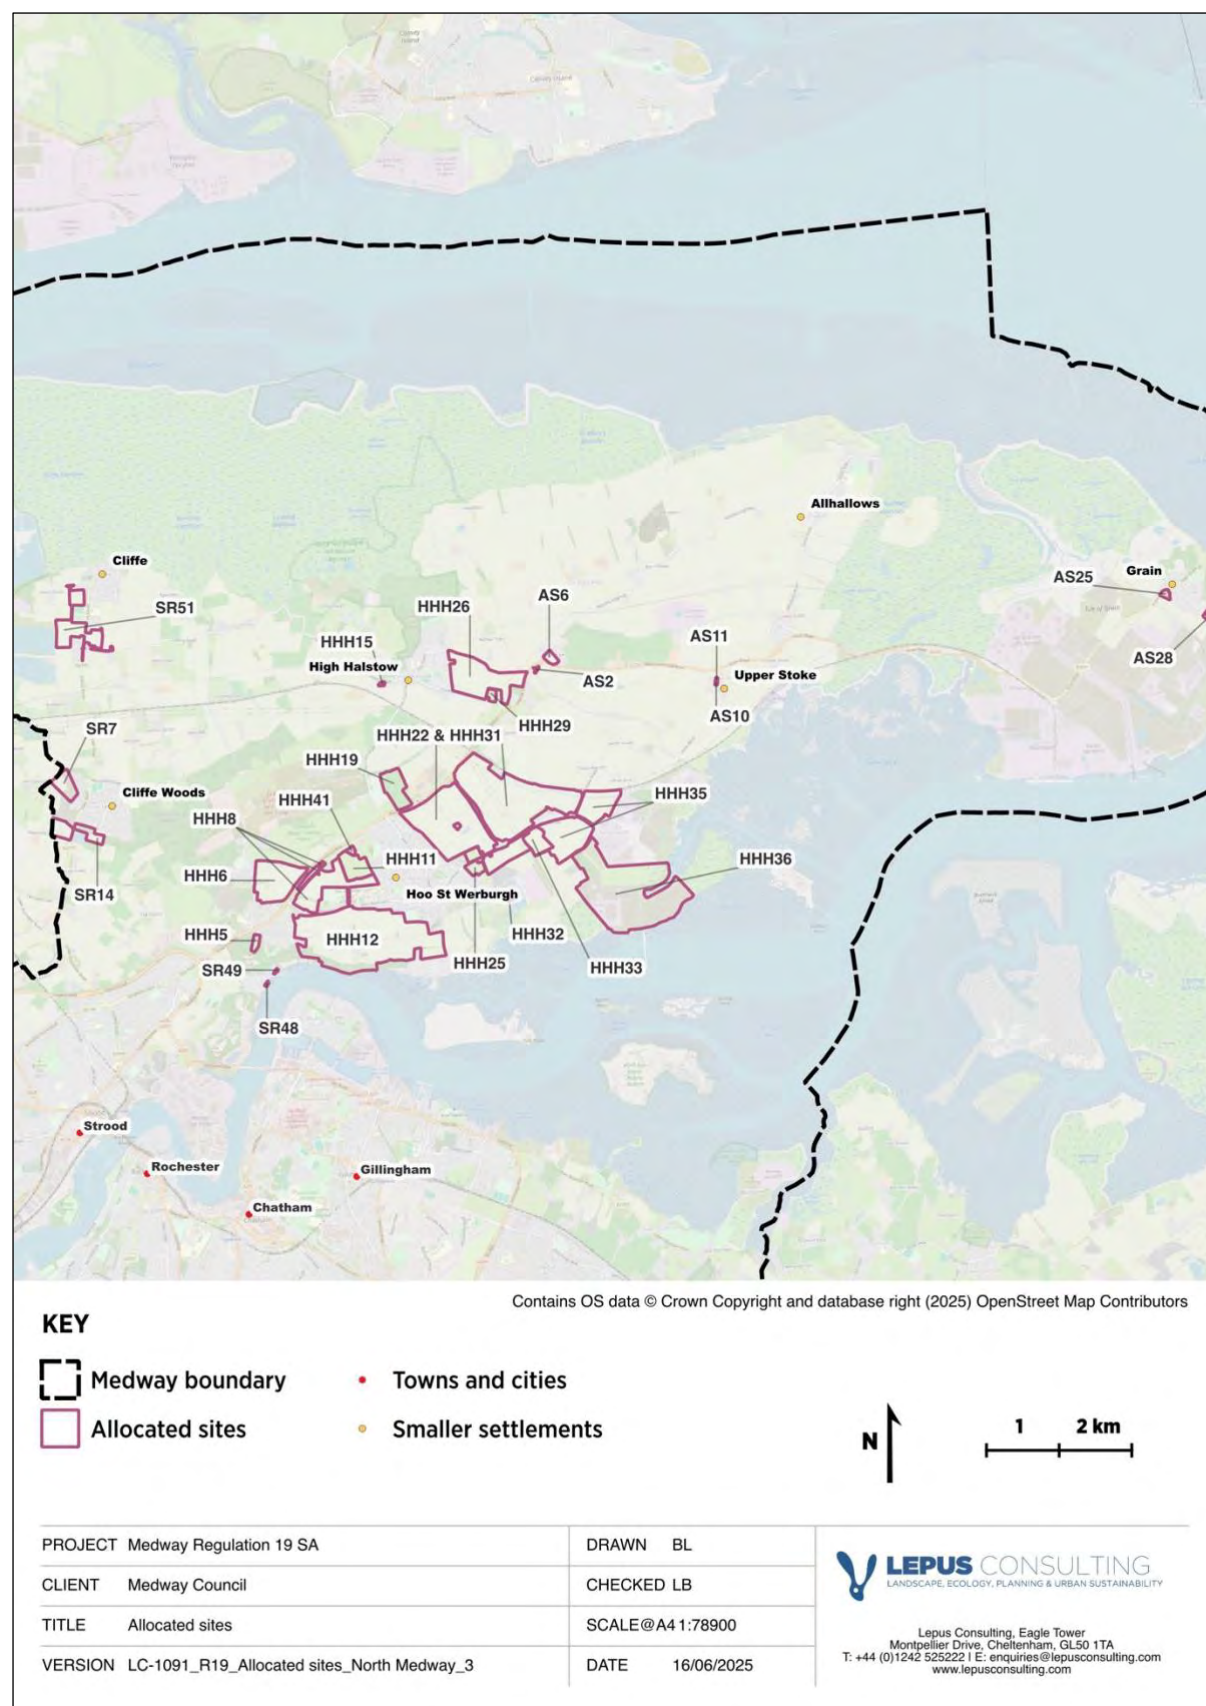 Canvey Island
Allhallows
Cliffe
AS25
Grain
AS6
HHH26
SR51
HHH15
AS11
High Halstow
AS2
AS28
Upper Stoke
AS10
HHH29
SR7
HHH22 & HHH31
HHH19
HHH35
Cliffe Woods
HHH41
HHH8
HHH11
HHH36
HHH6
SR14
Hoo St Werburgh
HHH5
HHH12
HHH32
HHH25
HHH33
SR49
SR48
Strood
Rochester
Gillingham
Chatham
Contains OS data © Crown Copyright and database right (2025) OpenStreet Map Contributors
KEY
Medway boundary
Towns and cities
Allocated sites
Smaller settlements
N
1 2 km
PROJECT Medway Regulation 19 SA
DRAWN BL
CLIENT Medway Council
CHECKED LB
TITLE Allocated sites
SCALE@A4 1:78900
VERSION LC-1091_R19_Allocated sites_North Medway_3
DATE 16/06/2025
LEPUS CONSULTING
LANDSCAPE, ECOLOGY, PLANNING & URBAN SUSTAINABILITY
Lepus Consulting, Eagle Tower
Montpellier Drive, Cheltenham, GL50 1TA
T: +44 (0)1242 525222 I E: enquiries@lepusconsulting.com
www.lepusconsulting.com